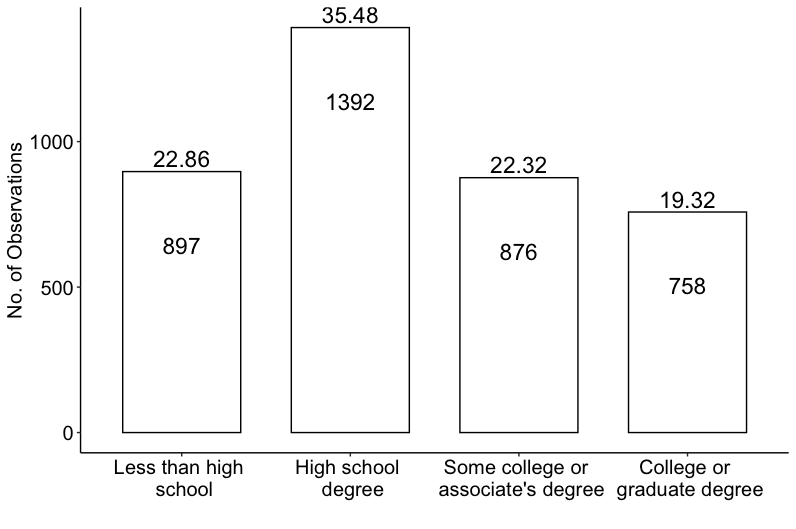 35.48
1392
1000
22.86
22.32
19.32
897
876
758
500
0
No. of Observations
Less than high
school
High school
degree
Some college or
associate's degree
College or
graduate degree